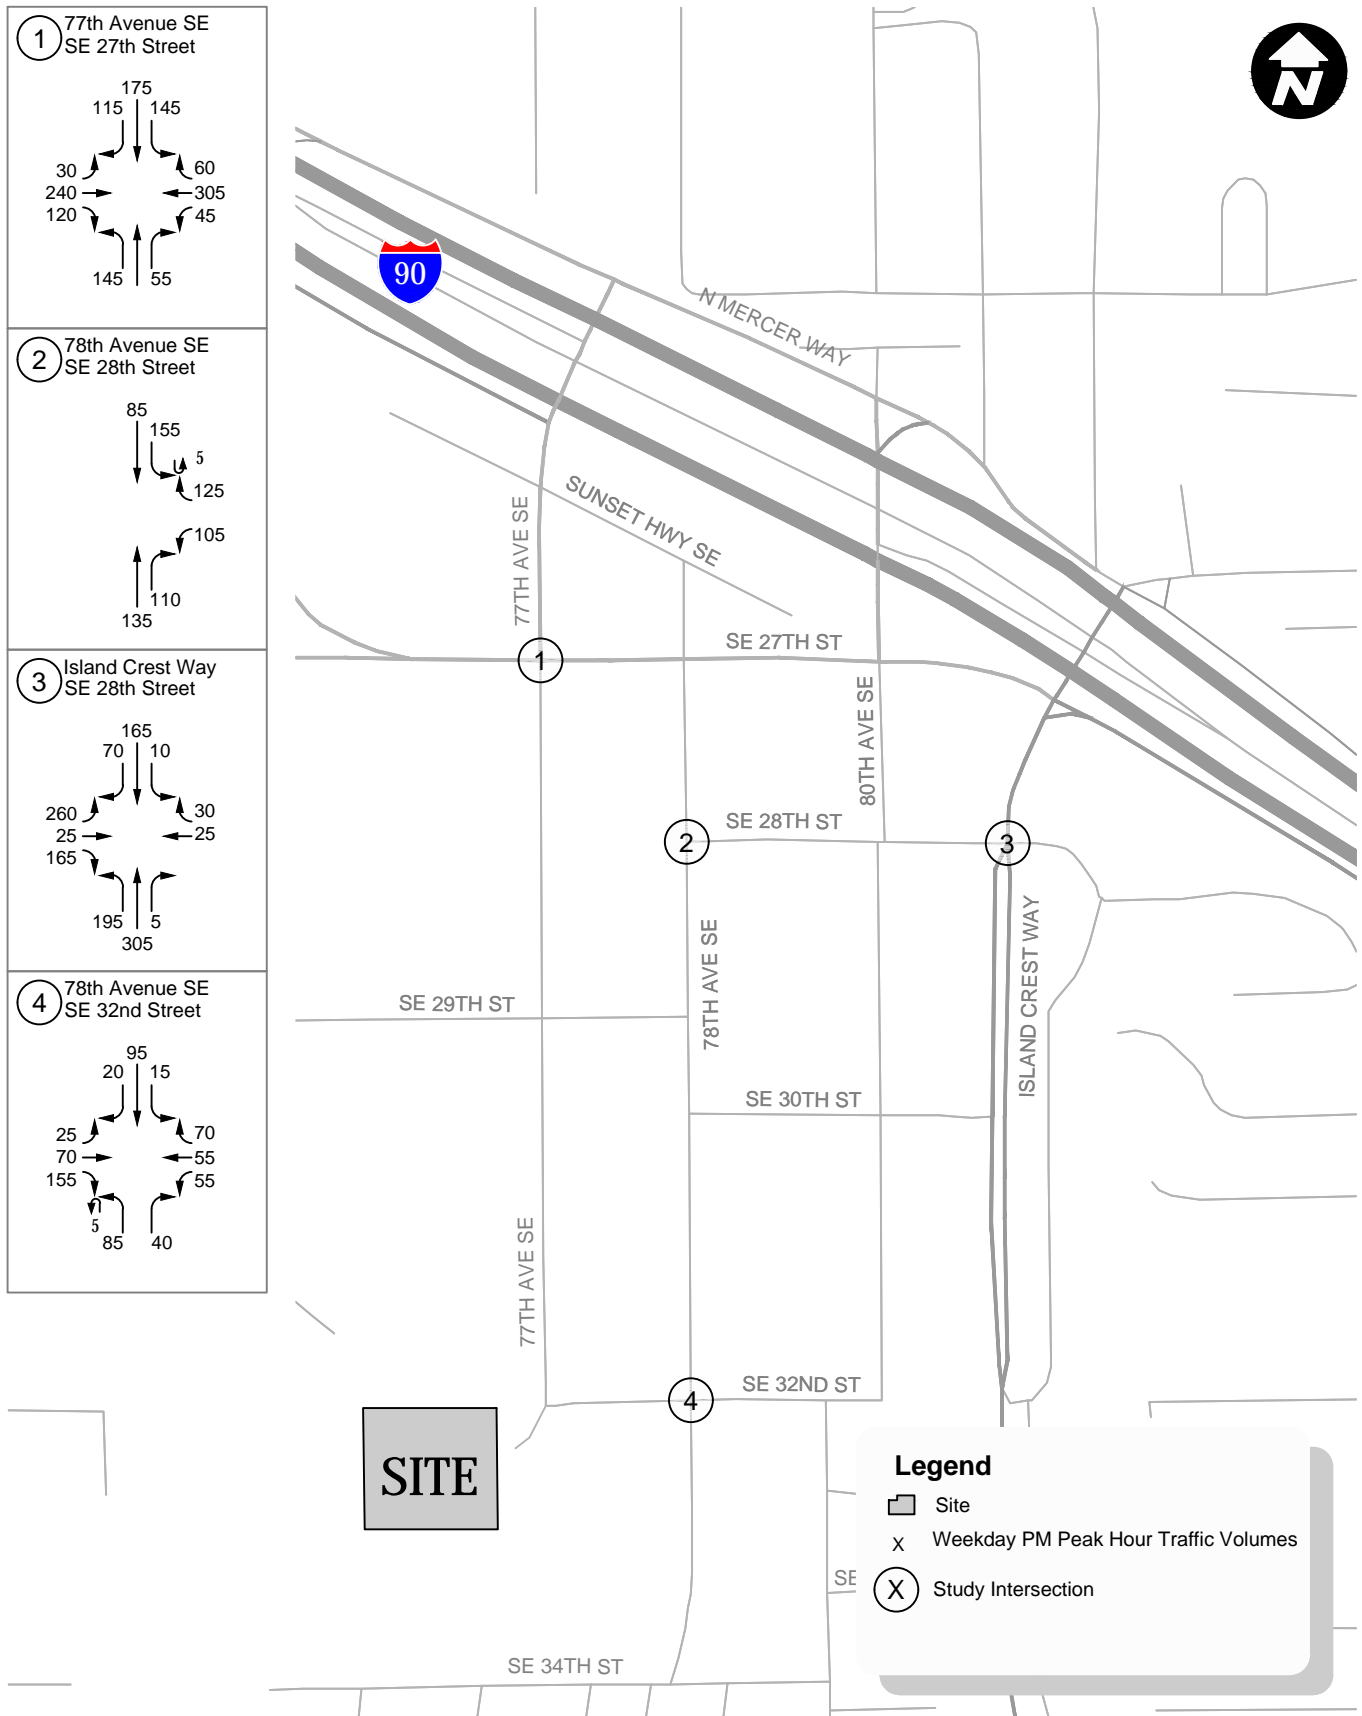 1
77th Avenue SE
SE 27th Street
175
115
145
30
60
240
305
120
45
145
55
2
78th Avenue SE
SE 28th Street
85
155
5
125
105
110
135
3
Island Crest Way
SE 28th Street
165
70
10
260
30
25
25
165
195
5
305
4
78th Avenue SE
SE 32nd Street
95
20
15
25
70
70
55
155
55
5
85
40
N
90
N MERCER WAY
SUNSET HWY SE
77TH AVE SE
SE 27TH ST
1
80TH AVE SE
SE 28TH ST
2
3
78TH AVE SE
ISLAND CREST WAY
SE 29TH ST
SE 30TH ST
77TH AVE SE
SE 32ND ST
4
SITE
SE
SE 34TH ST
Legend
Site
X Weekday PM Peak Hour Traffic Volumes
X Study Intersection